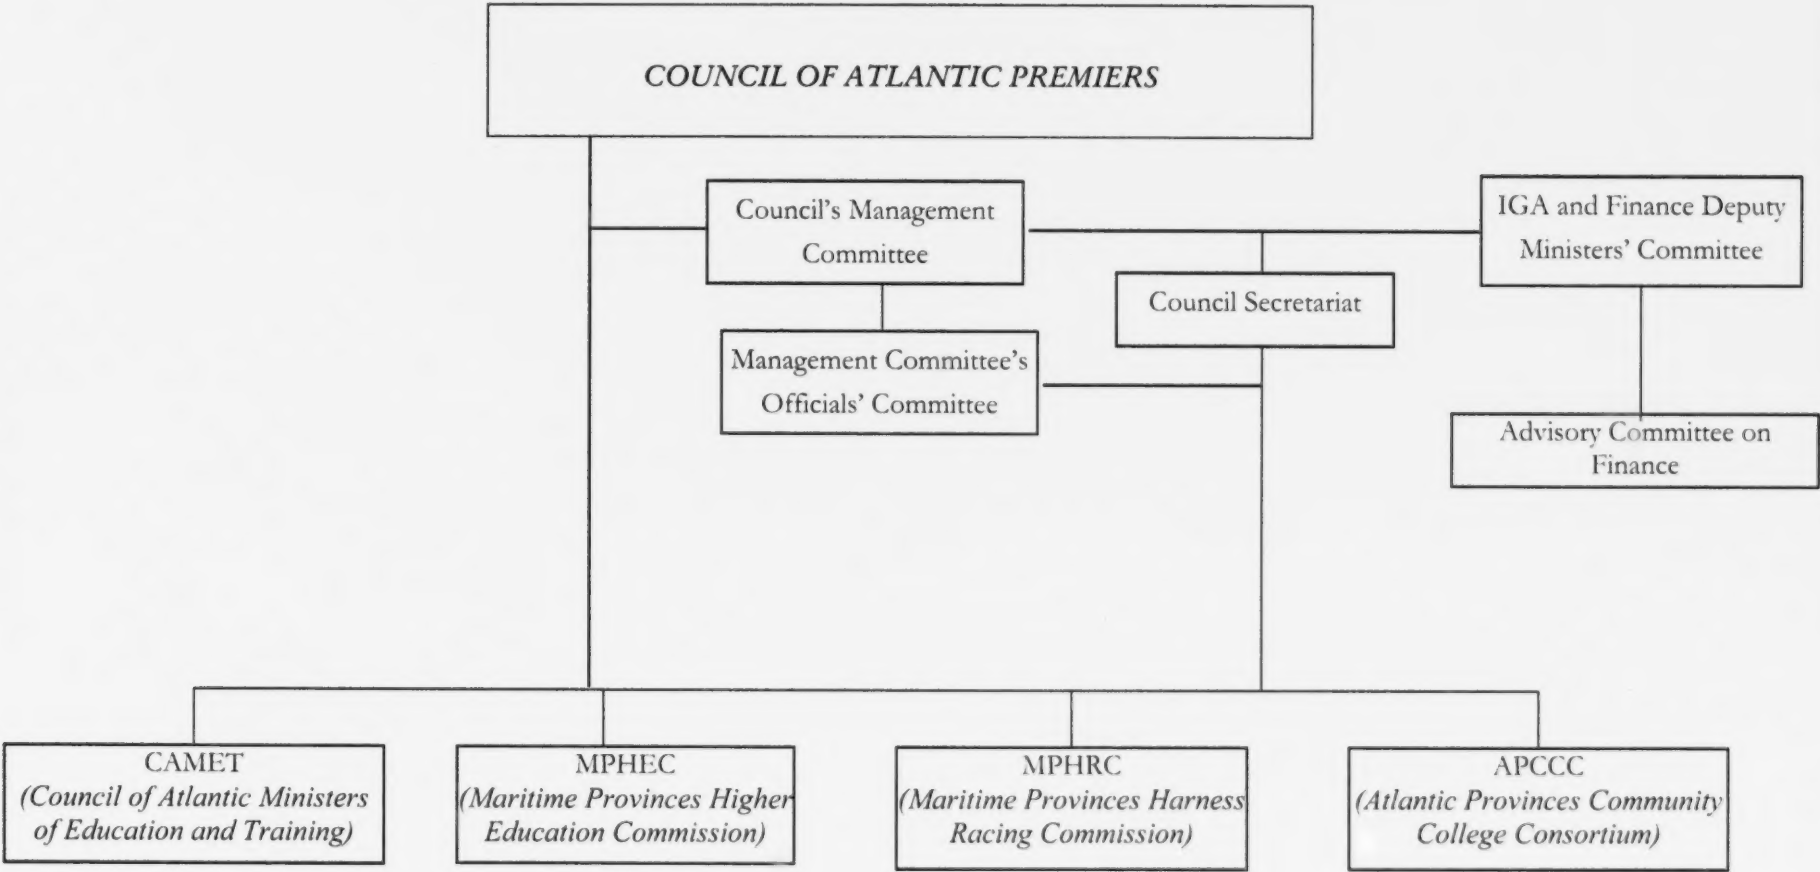 COUNCIL OF ATLANTIC PREMIERS
Council's Management
Committee
IGA and Finance Deputy
Ministers' Committee
Council Secretariat
Management Committee's
Officials' Committee
Advisory Committee on
Finance
CAMET
(Council of Atlantic Ministers
of Education and Training)
MPHEC
(Maritime Provinces Higher
Education Commission)
MPHRC
(Maritime Provinces Harness
Racing Commission)
APCCC
(Atlantic Provinces Community
College Consortium)